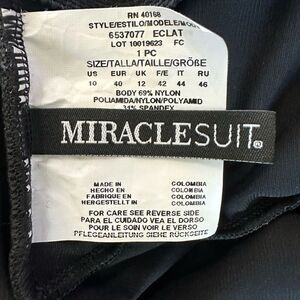 RN 40168
STYLE/ESTILO/MODELE/MODELL
6537077 ECLAT
LOT 10019623 FC
1 PC
SIZE/TALLA/TAILLE/GRÖßE
US EUR UK F/E IT RU
10 40 12 42 44 46
BODY 69% NYLON
POLIAMIDA/NYLON/POLYAMID
31% SPANDEX
MIRACLESUIT®
MADE IN COLOMBIA
HECHO EN COLOMBIA
FABRIQUE EN COLOMBIE
HERGESTELLT IN COLOMBIA
FOR CARE SEE REVERSE SIDE
PARA EL CUIDADO VEA EL DORSO
POUR LE SOIN VOIR LE VERSO
PFLEGEANLEITUNG SIEHE RÜCKSEITE